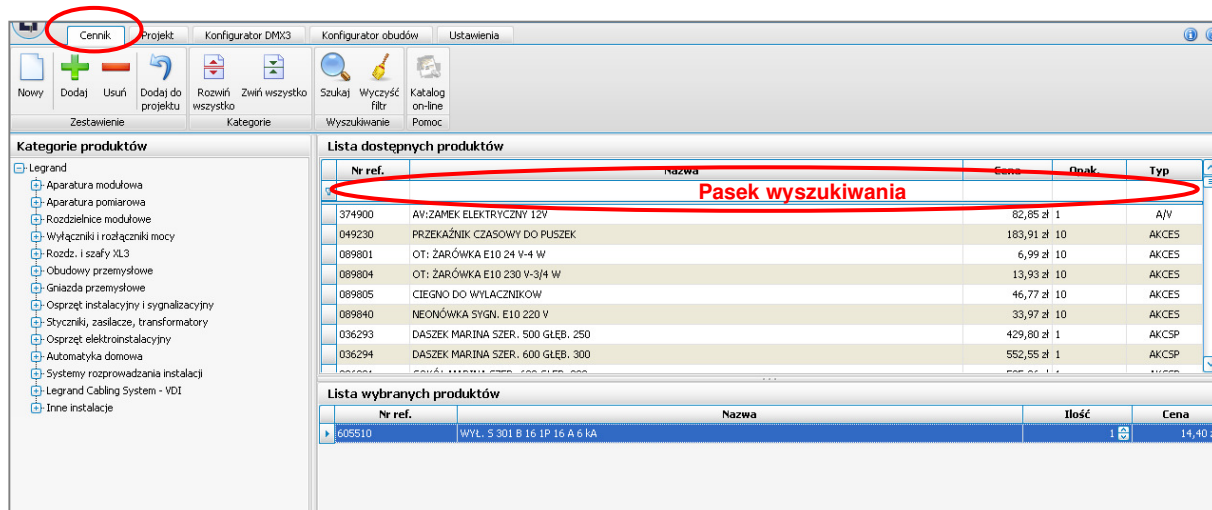 Cennik Projekt Konfigurator DMX3 Konfigurator obudów Ustawienia
Nowy Dodaj Usuń Dodaj do projektu Rozwiń wszystko Zwiń wszystko Szukaj Wyczyść filtr Katalog on-line
Zestawienie Kategorie Wyszukiwanie Pomoc
Kategorie produktów
Legrand
Aparatura modułowa
Aparatura pomiarowa
Rozdzielnice modułowe
Wyłączniki i rozłączniki mocy
Rozdz. i szafy XL3
Obudowy przemysłowe
Gniazda przemysłowe
Osprzęt instalacyjny i sygnalizacyjny
Styczniki, zasilacze, transformatory
Osprzęt elektroinstalacyjny
Automatyka domowa
Systemy rozprowadzania instalacji
Legrand Cabling System - VDI
Inne instalacje
Lista dostępnych produktów
Nr ref. Nazwa Cena Opak. Typ
Pasek wyszukiwania
374900 AV:ZAMEK ELEKTRYCZNY 12V 82,85 zł 1 A/V
049230 PRZEKAŹNIK CZASOWY DO PUSZEK 183,91 zł 10 AKCES
089801 OT: ŻARÓWKA E10 24 V-4 W 6,99 zł 10 AKCES
089804 OT: ŻARÓWKA E10 230 V-3/4 W 13,93 zł 10 AKCES
089805 CIEGNO DO WYLACZNIKOW 46,77 zł 10 AKCES
089840 NEONÓWKA SYGN. E10 220 V 33,97 zł 10 AKCES
036293 DASZEK MARINA SZER. 500 GŁĘB. 250 429,80 zł 1 AKCSP
036294 DASZEK MARINA SZER. 600 GŁĘB. 300 552,55 zł 1 AKCSP
Lista wybranych produktów
Nr ref. Nazwa Ilość Cena
605510 WYŁ. S 301 B 16 1P 16 A 6 kA 1 14,40